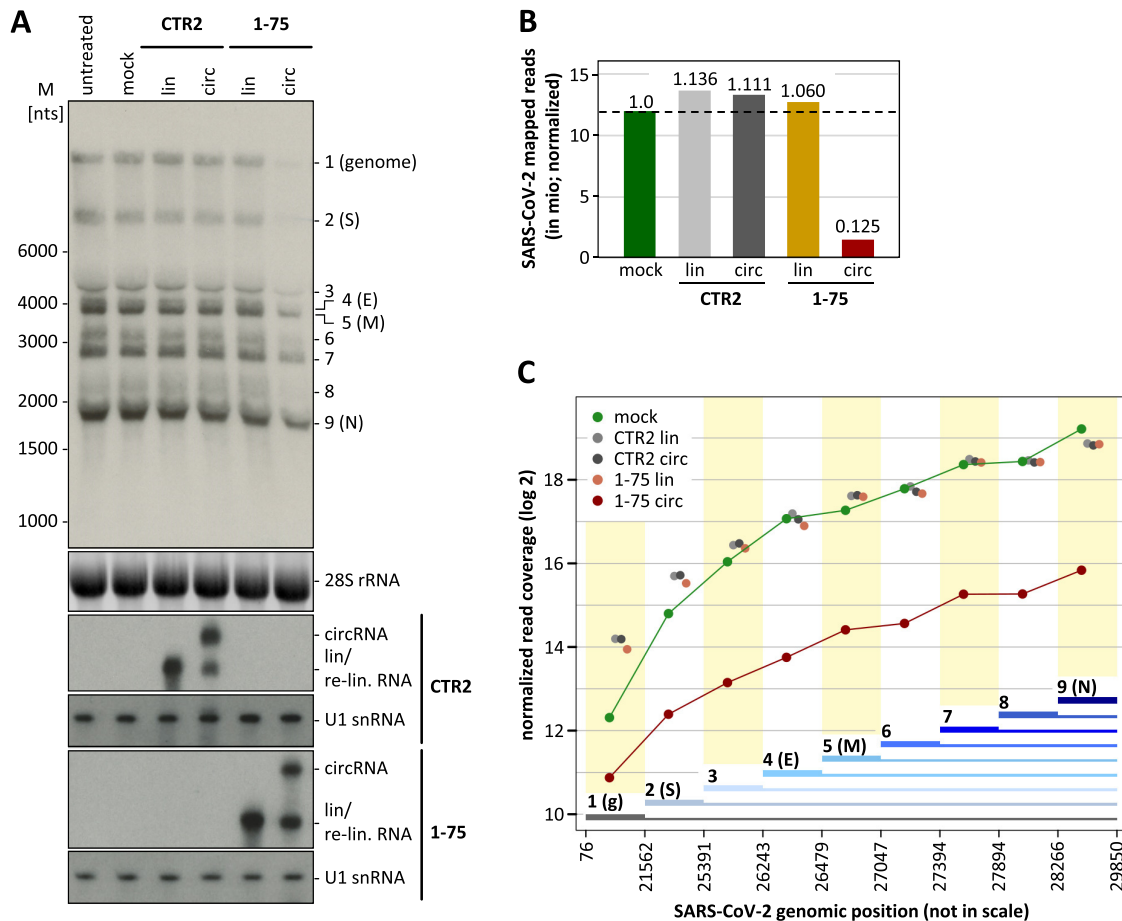 A
untreated
mock
CTR2
1-75
lin
circ
lin
circ
M
[nts]
1 (genome)
2 (S)
6000
3
4000
4 (E)
5 (M)
3000
6
7
8
2000
9 (N)
1500
1000
28S rRNA
circRNA
lin/
re-lin. RNA
CTR2
U1 snRNA
circRNA
lin/
re-lin. RNA
1-75
U1 snRNA
B
SARS-CoV-2 mapped reads
(in mio; normalized)
15
10
5
0
1.0
1.136
1.111
1.060
0.125
mock
lin
circ
lin
circ
CTR2
1-75
C
normalized read coverage (log 2)
mock
CTR2 lin
CTR2 circ
1-75 lin
1-75 circ
18
16
14
12
10
9 (N)
8
7
6
5 (M)
4 (E)
3
2 (S)
1 (g)
76
21562
25391
26243
26479
27047
27394
27894
28266
29850
SARS-CoV-2 genomic position (not in scale)